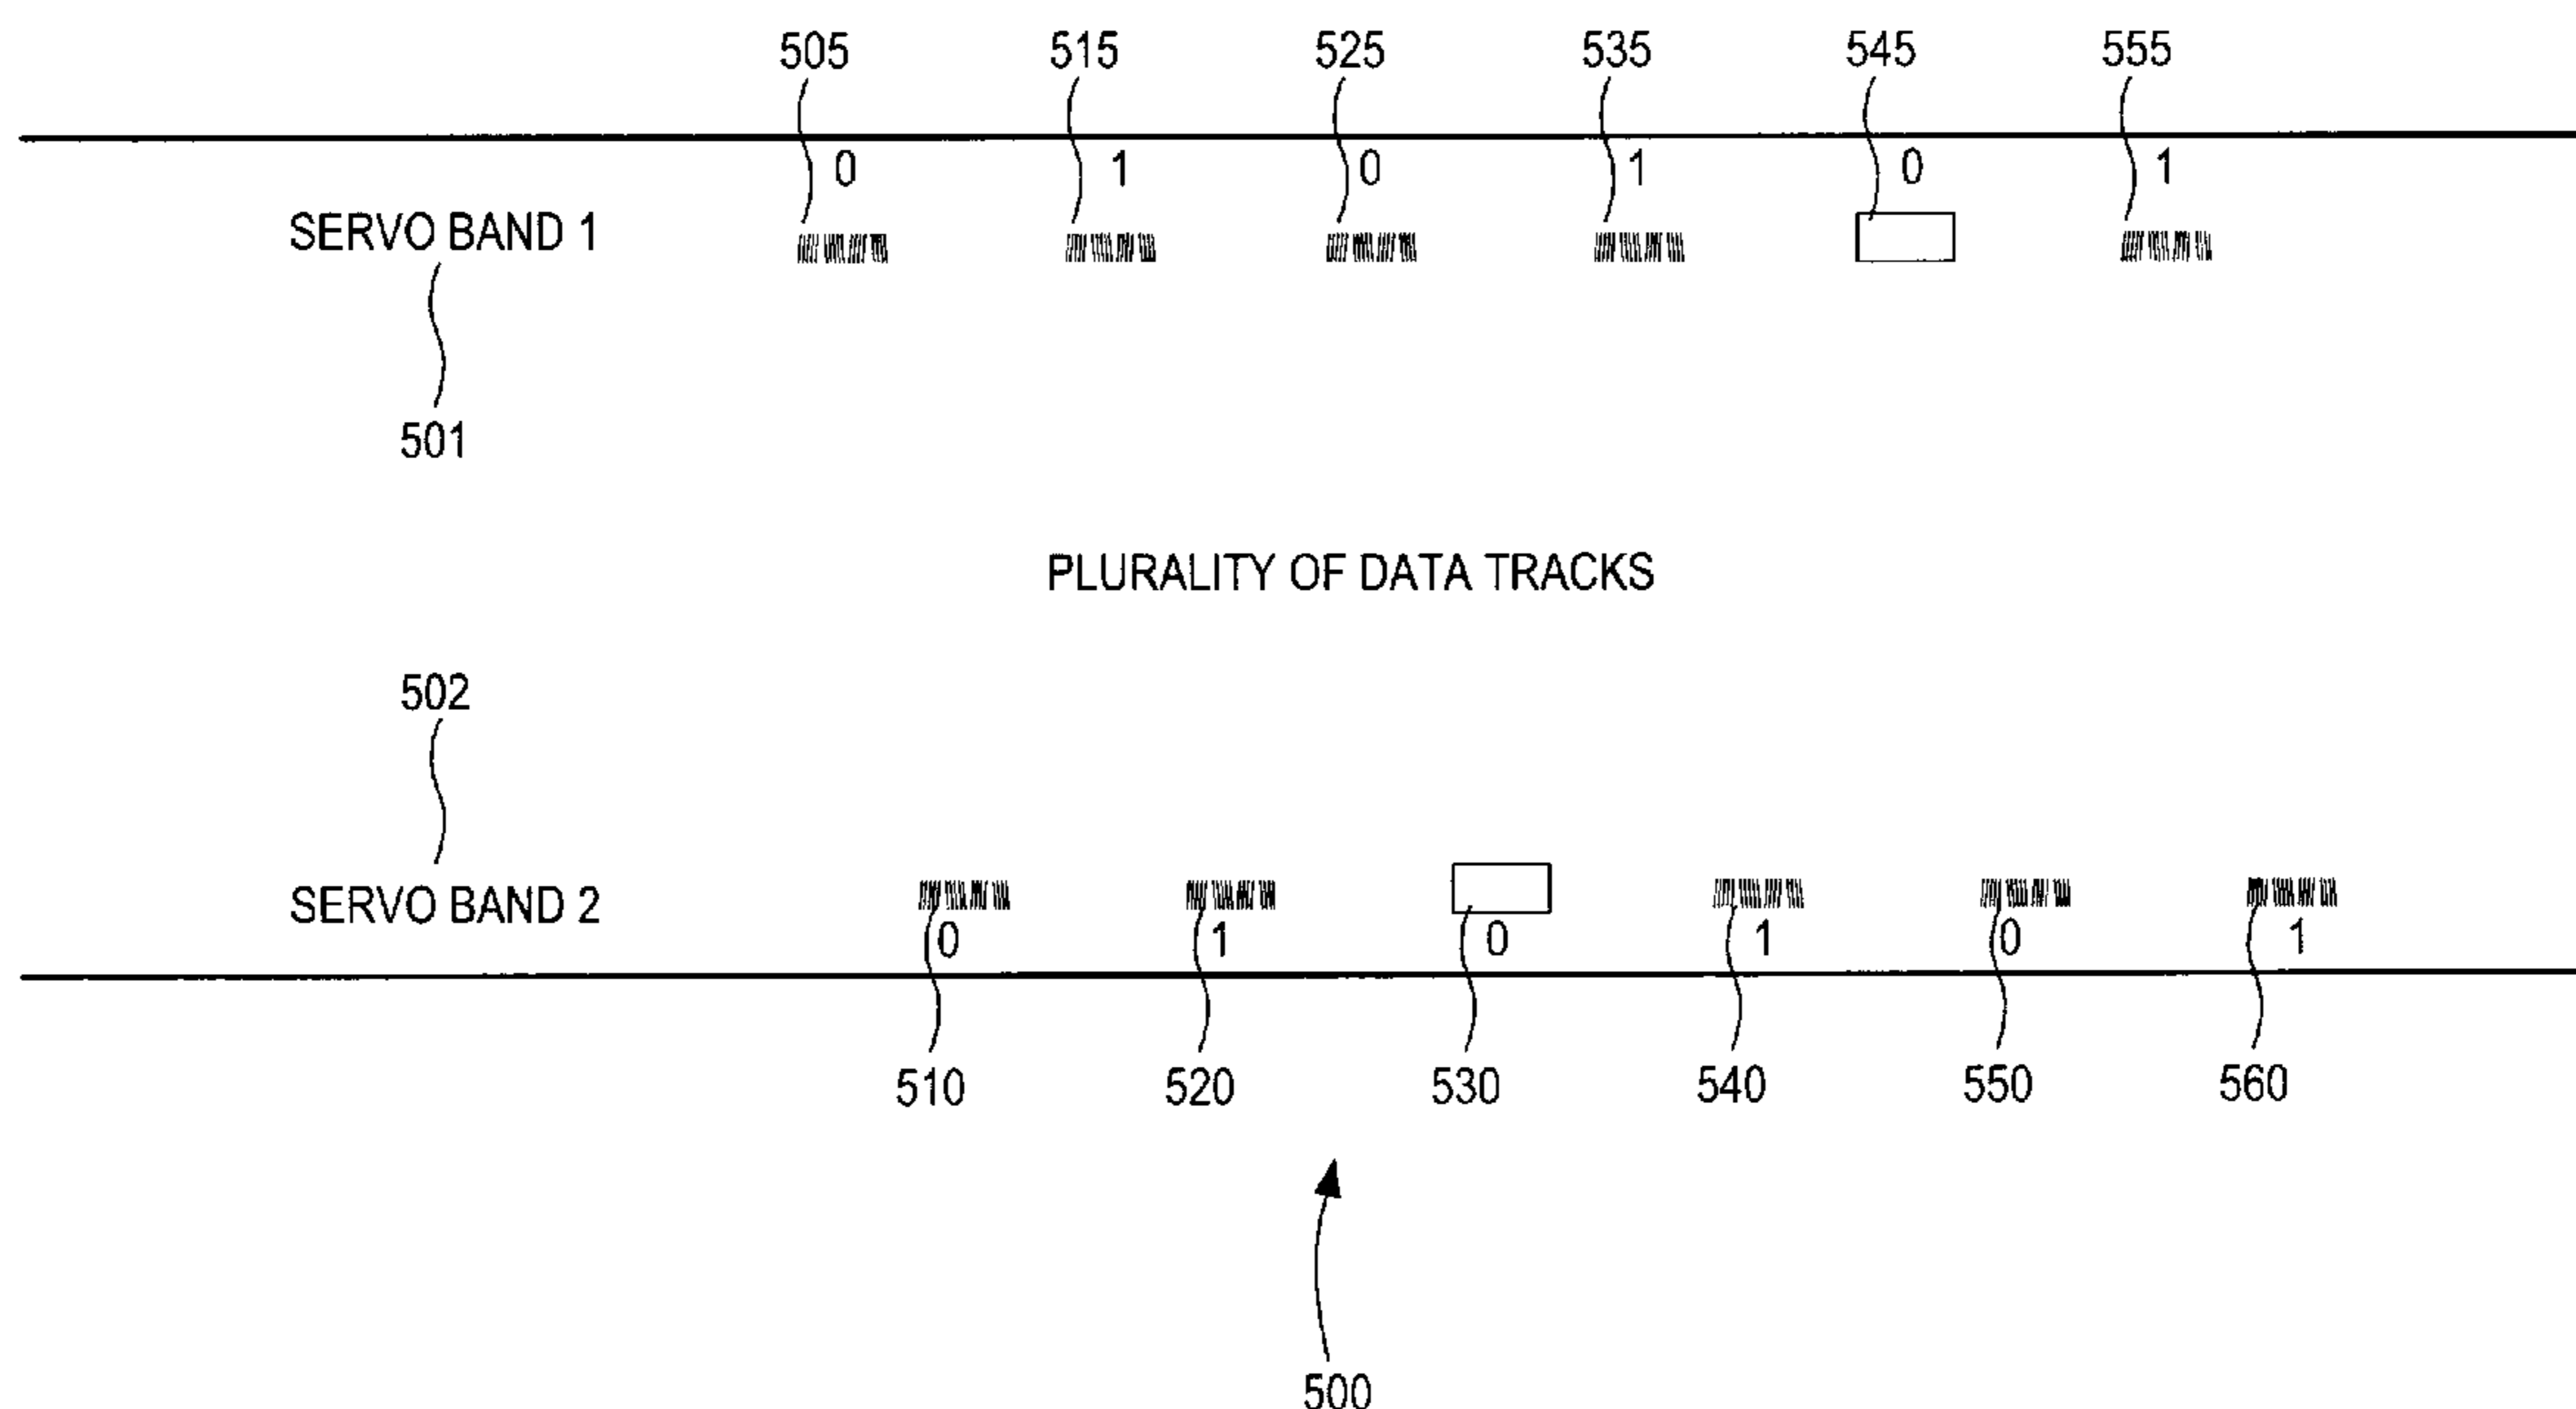 505 515 525 535 545 555
0 1 0 1 0 1
SERVO BAND 1
501
PLURALITY OF DATA TRACKS
502
SERVO BAND 2
0 1 0 1 0 1
510 520 530 540 550 560
500